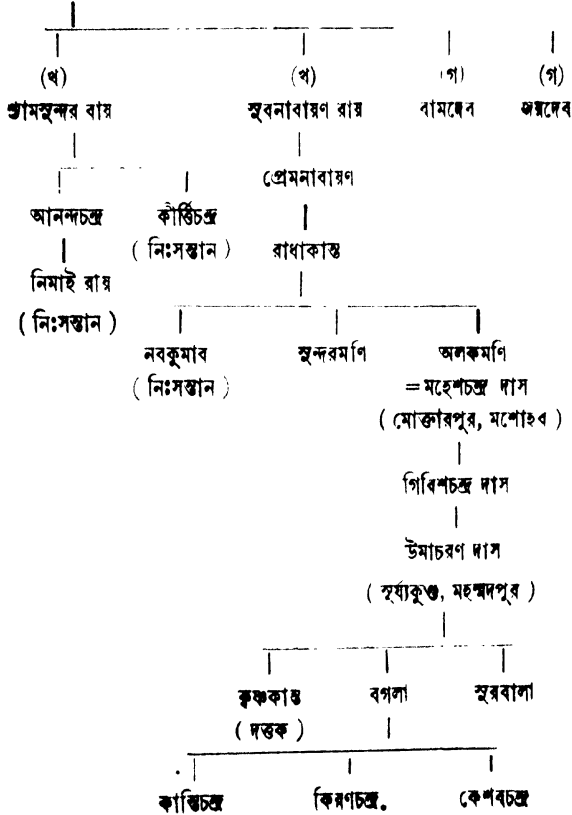 (খ) (খ) (গ) (গ)
শ্যামসুন্দর রায় সুরনারায়ণ রায় রামদেব জয়দেব
প্রেমনারায়ণ
আনন্দচন্দ্র কীর্ত্তিচন্দ্র
(নিঃসন্তান) রাধাকান্ত
নিমাই রায়
(নিঃসন্তান)
নবকুমার সুন্দরমণি অলকমণি
(নিঃসন্তান) =মহেশচন্দ্র দাস
(মোক্তারপুর, যশোহর)
গিরিশচন্দ্র দাস
উমাচরণ দাস
(সূর্য্যকুণ্ড, মহম্মদপুর)
কৃষ্ণকান্ত বগলা সুরবালা
(দত্তক)
কান্তিচন্দ্র কিরণচন্দ্র. কেশবচন্দ্র